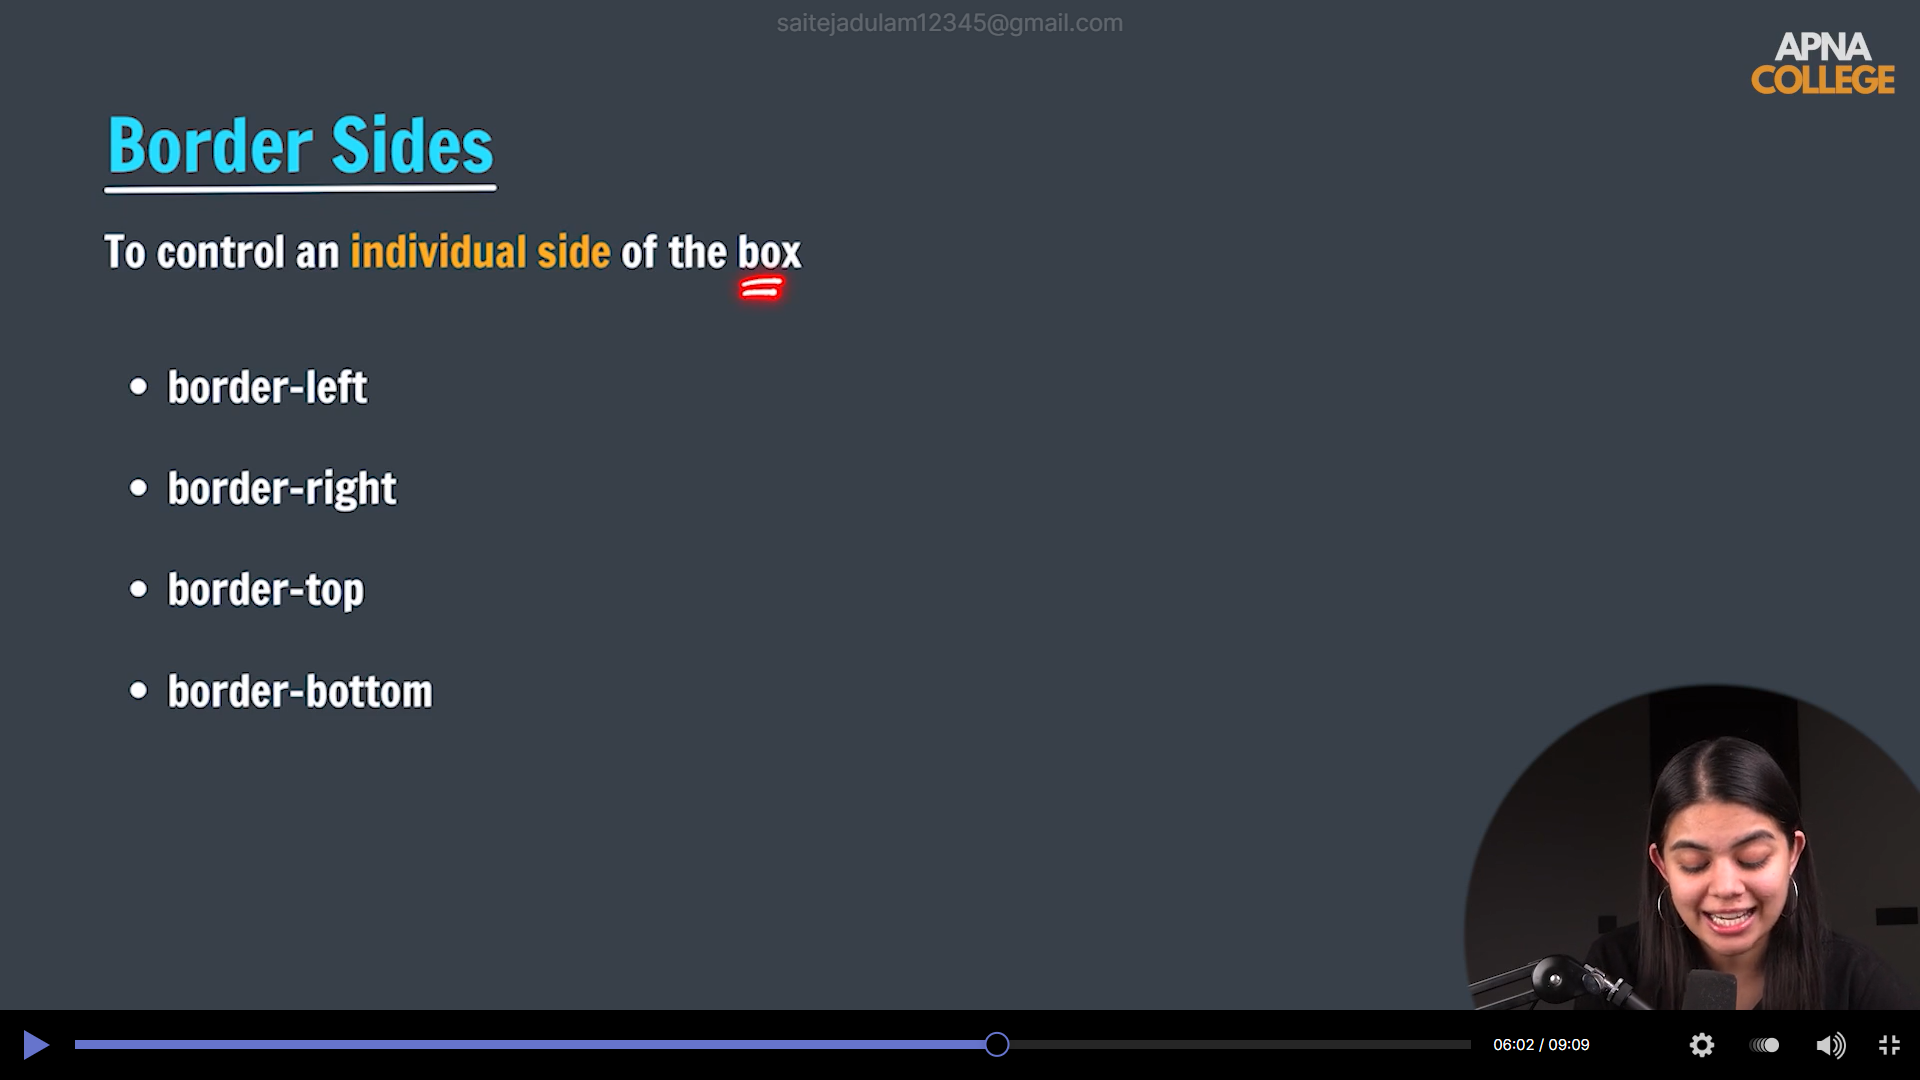 saitejadulam12345@gmail.com
APNA
COLLEGE
Border Sides
To control an individual side of the box
• border-left
• border-right
• border-top
• border-bottom
06:02 / 09:09